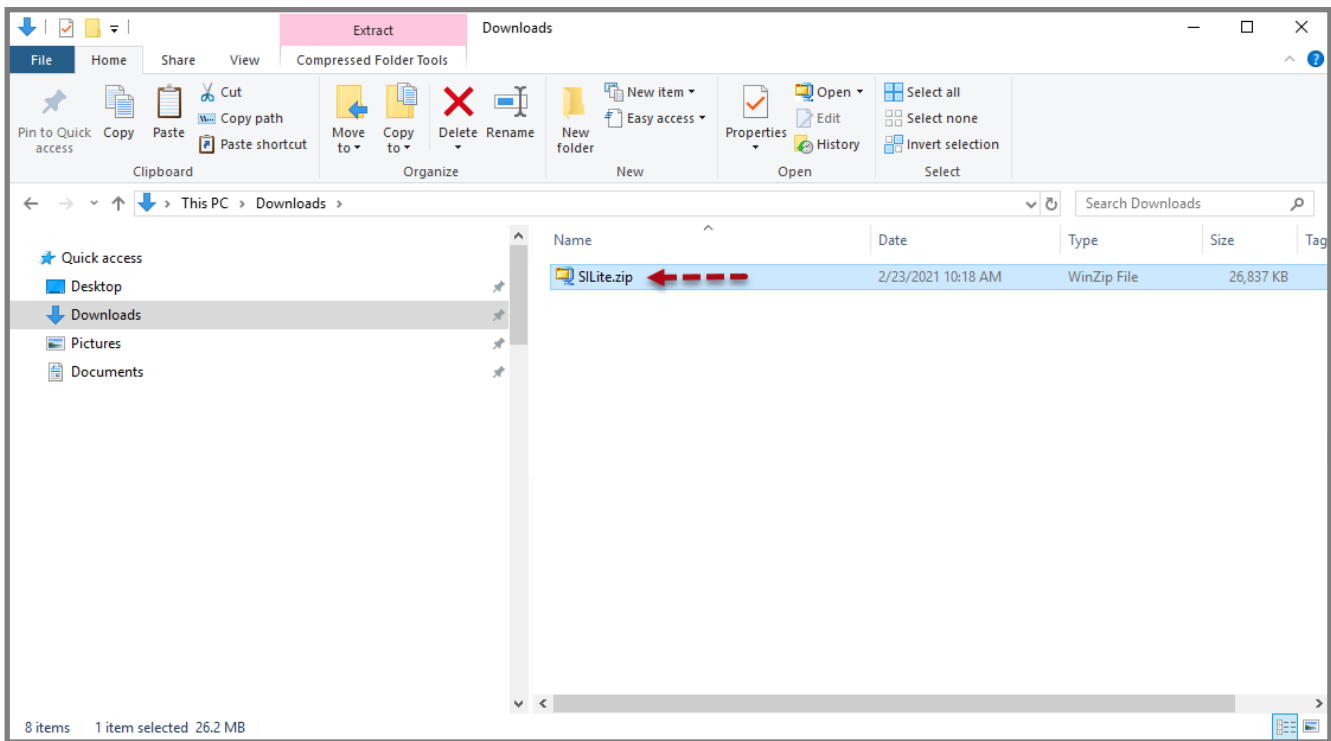 Extract
Downloads
File
Home
Share
View
Compressed Folder Tools
Pin to Quick access
Copy
Paste
Cut
Copy path
Paste shortcut
Clipboard
Move to
Copy to
Delete
Rename
Organize
New folder
New item
Easy access
New
Properties
Open
Edit
History
Open
Select all
Select none
Invert selection
Select
This PC > Downloads >
Search Downloads
Quick access
Desktop
Downloads
Pictures
Documents
Name Date Type Size Tag
SILite.zip 2/23/2021 10:18 AM WinZip File 26,837 KB
8 items 1 item selected 26.2 MB